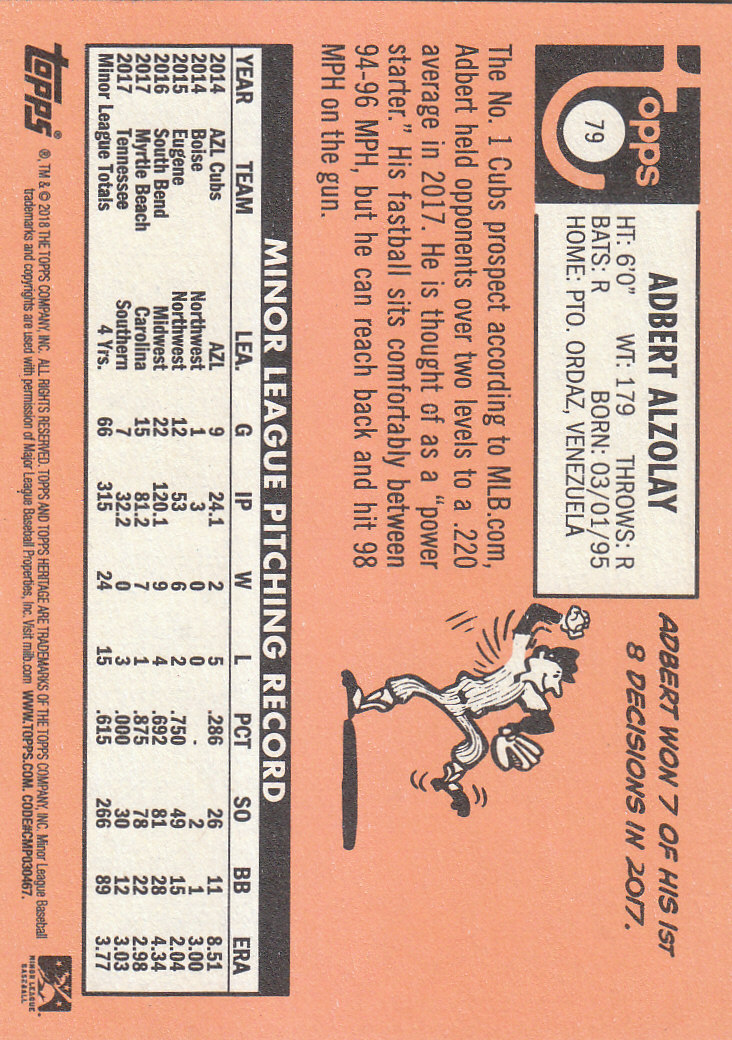 Topps
79
ADBERT ALZOLAY
HT: 6'0" WT: 179 THROWS: R
BATS: R BORN: 03/01/95
HOME: PTO. ORDAZ, VENEZUELA
ADBERT WON 7 OF HIS 1ST
8 DECISIONS IN 2017.
The No. 1 Cubs prospect according to MLB.com,
Adbert held opponents over two levels to a .220
average in 2017. He is thought of as a "power
starter." His fastball sits comfortably between
94-96 MPH, but he can reach back and hit 98
MPH on the gun.
MINOR LEAGUE PITCHING RECORD
YEAR TEAM LEA. G IP W L PCT SO BB ERA
2014 AZL Cubs AZL 9 24.1 2 5 .286 26 11 8.51
2014 Boise Northwest 1 3 0 0 . 2 1 3.00
2015 Eugene Northwest 12 53 6 2 .750 49 15 2.04
2016 South Bend Midwest 22 120.1 9 4 .692 81 28 4.34
2017 Myrtle Beach Carolina 15 81.2 7 1 .875 78 22 2.98
2017 Tennessee Southern 7 32.2 0 3 .000 30 12 3.03
Minor League Totals 4 Yrs. 66 315 24 15 .615 266 89 3.77
topps®
®, TM & © 2018 THE TOPPS COMPANY, INC. ALL RIGHTS RESERVED. TOPPS AND TOPPS HERITAGE ARE TRADEMARKS OF THE TOPPS COMPANY, INC. Minor League Baseball
trademarks and copyrights are used with permission of Major League Baseball Properties, Inc. Visit milb.com WWW.TOPPS.COM. CODE#CMP030467.
MINOR LEAGUE
BASEBALL